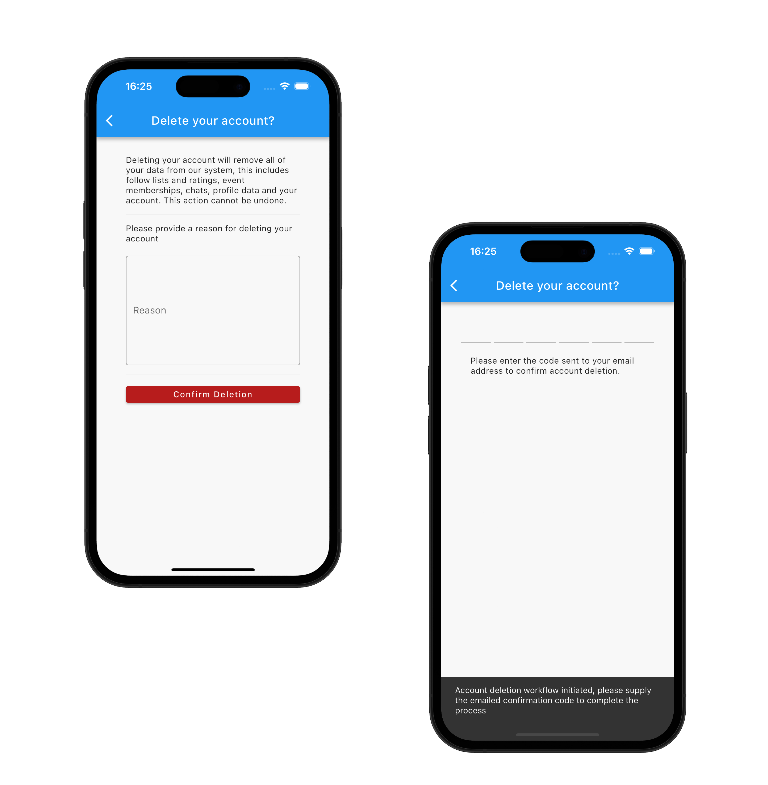 16:25
Delete your account?
Deleting your account will remove all of
your data from our system, this includes
follow lists and ratings, event
memberships, chats, profile data and your
account. This action cannot be undone.
Please provide a reason for deleting your
account
Reason
Confirm Deletion
16:25
Delete your account?
Please enter the code sent to your email
address to confirm account deletion.
Account deletion workflow initiated, please supply
the emailed confirmation code to complete the
process